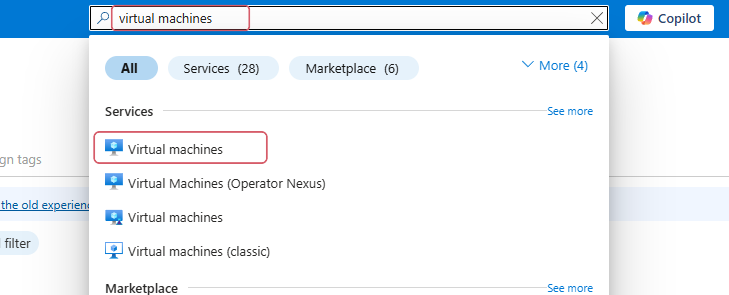 virtual machines
Copilot
All
Services (28)
Marketplace (6)
More (4)
Services
See more
Virtual machines
gn tags
Virtual Machines (Operator Nexus)
the old experienc
Virtual machines
filter
Virtual machines (classic)
Marketplace
See more